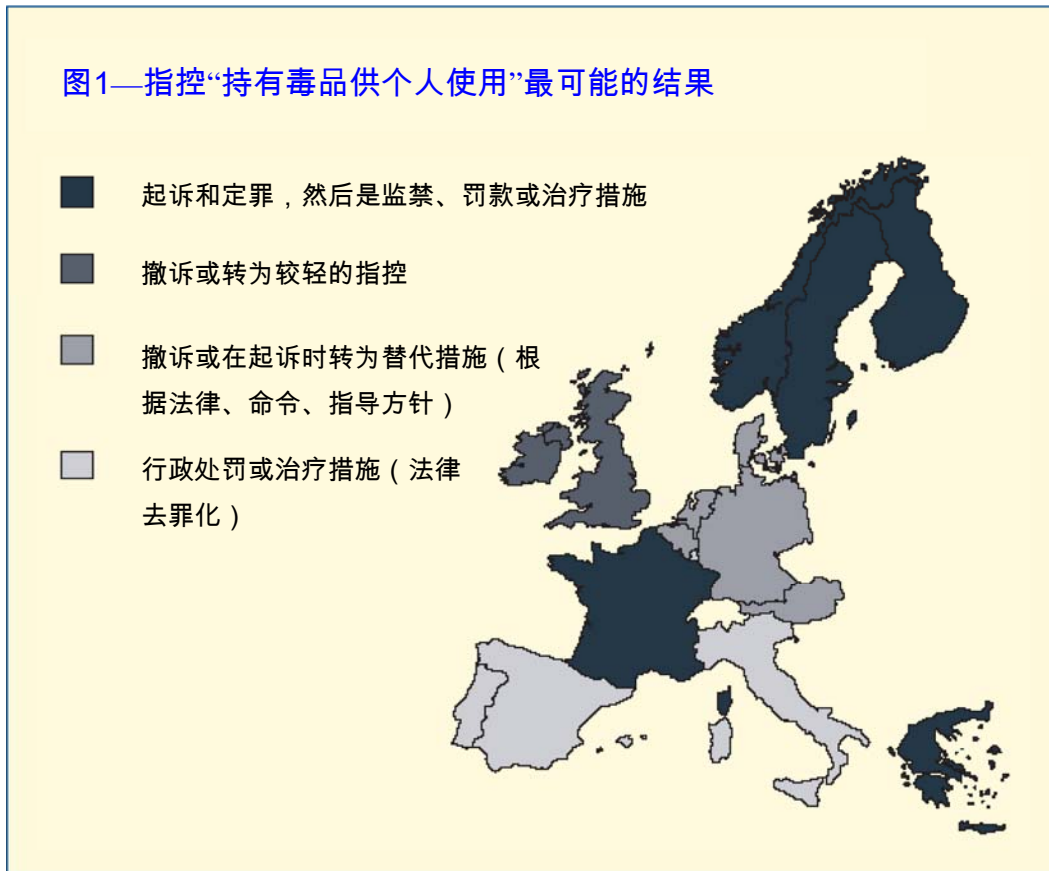 图1—指控“持有毒品供个人使用”最可能的结果
起诉和定罪，然后是监禁、罚款或治疗措施
撤诉或转为较轻的指控
撤诉或在起诉时转为替代措施（根
据法律、命令、指导方针）
行政处罚或治疗措施（法律
去罪化）